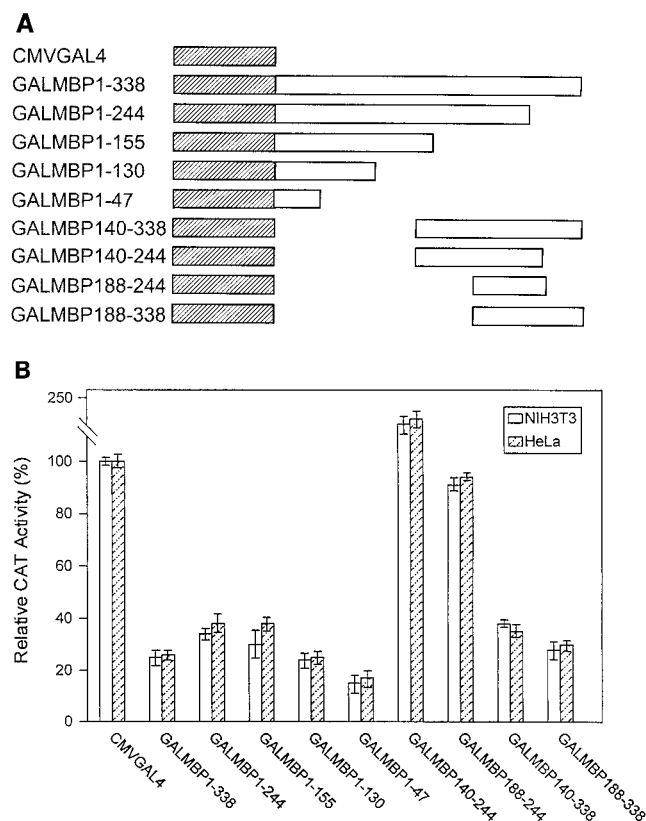 A
CMVGAL4
GALMBP1-338
GALMBP1-244
GALMBP1-155
GALMBP1-130
GALMBP1-47
GALMBP140-338
GALMBP140-244
GALMBP188-244
GALMBP188-338
B
Relative CAT Activity (%)
250
100
80
60
40
20
0
NIH3T3
HeLa
CMVGAL4
GALMBP1-338
GALMBP1-244
GALMBP1-155
GALMBP1-130
GALMBP1-47
GALMBP140-244
GALMBP188-244
GALMBP140-338
GALMBP188-338